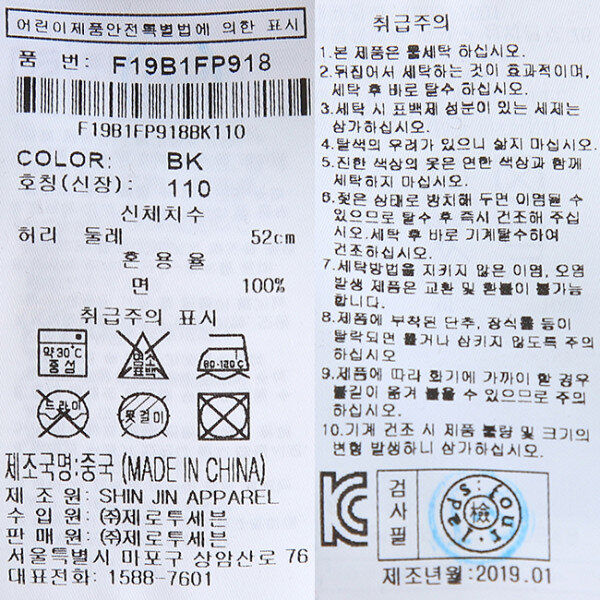 어린이제품안전특별법에 의한 표시
품 번: F19B1FP918
F19B1FP918BK110
COLOR: BK
호칭(신장): 110
신체치수
허리 둘레 52cm
혼용율
면 100%
취급주의 표시
약30℃
중성
염소
표백
80-120℃
드라이
옷걸이
제조국명:중국 (MADE IN CHINA)
제 조 원: SHIN JIN APPAREL
수 입 원: ㈜제로투세븐
판 매 원: ㈜제로투세븐
서울특별시 마포구 상암산로 76
대표전화: 1588-7601
취급주의
1.본 제품은 물세탁 하십시오.
2.뒤집어서 세탁하는 것이 효과적이며,
세탁 후 바로 탈수 하십시오.
3.세탁 시 표백제 성분이 있는 세제는
삼가하십시오.
4.탈색의 우려가 있으니 삶지 마십시오.
5.진한 색상의 옷은 연한 색상과 함께
세탁하지 마십시오.
6.젖은 상태로 방치해 두면 이염될 수
있으므로 탈수 후 즉시 건조해 주십
시오.세탁 후 바로 기계탈수하여
건조하십시오.
7.세탁방법을 지키지 않은 이염, 오염
발생 제품은 교환 및 환불이 불가능
합니다.
8.제품에 부착된 단추, 장식물 등이
탈락되면 물거나 삼키지 않도록 주의
하십시오
9.제품에 따라 화기에 가까이 할 경우
불길이 옮겨 붙을 수 있으므로 주의
하십시오.
10.기계 건조 시 제품 불량 및 크기의
변형 발생하니 삼가하십시오.
KC
검
사
필
檢
제조년월:2019.01